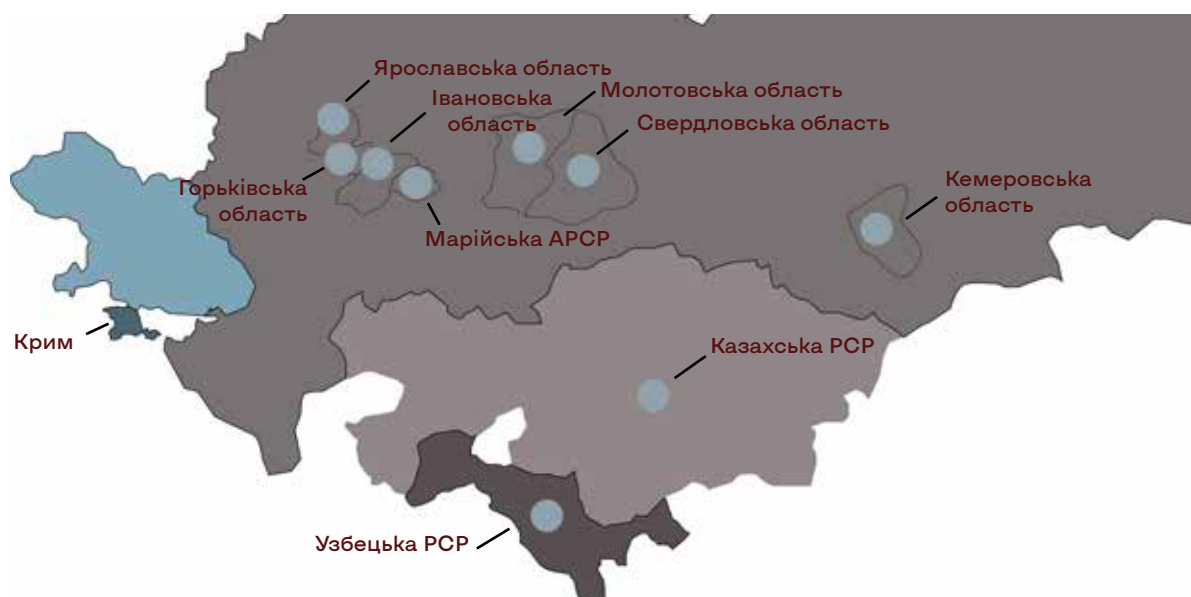 Ярославська область
Івановська
область
Молотовська область
Свердловська область
Горьківська
область
Марійська АРСР
Кемеровська
область
Крим
Казахська РСР
Узбецька РСР